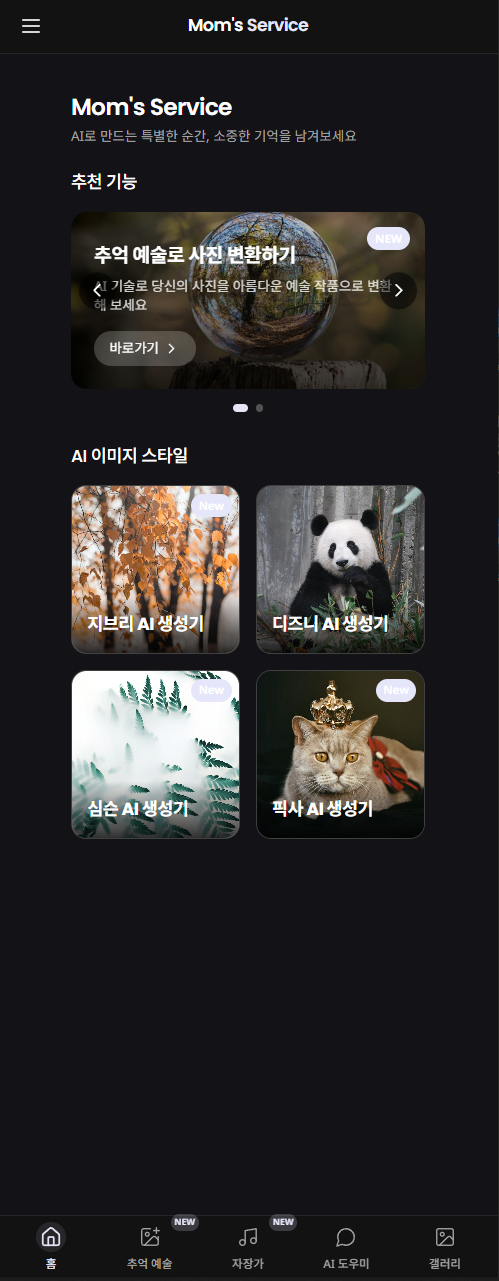 Mom's Service
Mom's Service
AI로 만드는 특별한 순간, 소중한 기억을 남겨보세요
추천 기능
NEW
추억 예술로 사진 변환하기
AI 기술로 당신의 사진을 아름다운 예술 작품으로 변환
해 보세요
바로가기
AI 이미지 스타일
New
지브리 AI 생성기
디즈니 AI 생성기
New
심슨 AI 생성기
New
픽사 AI 생성기
홈
NEW
추억 예술
NEW
자장가
AI 도우미
갤러리